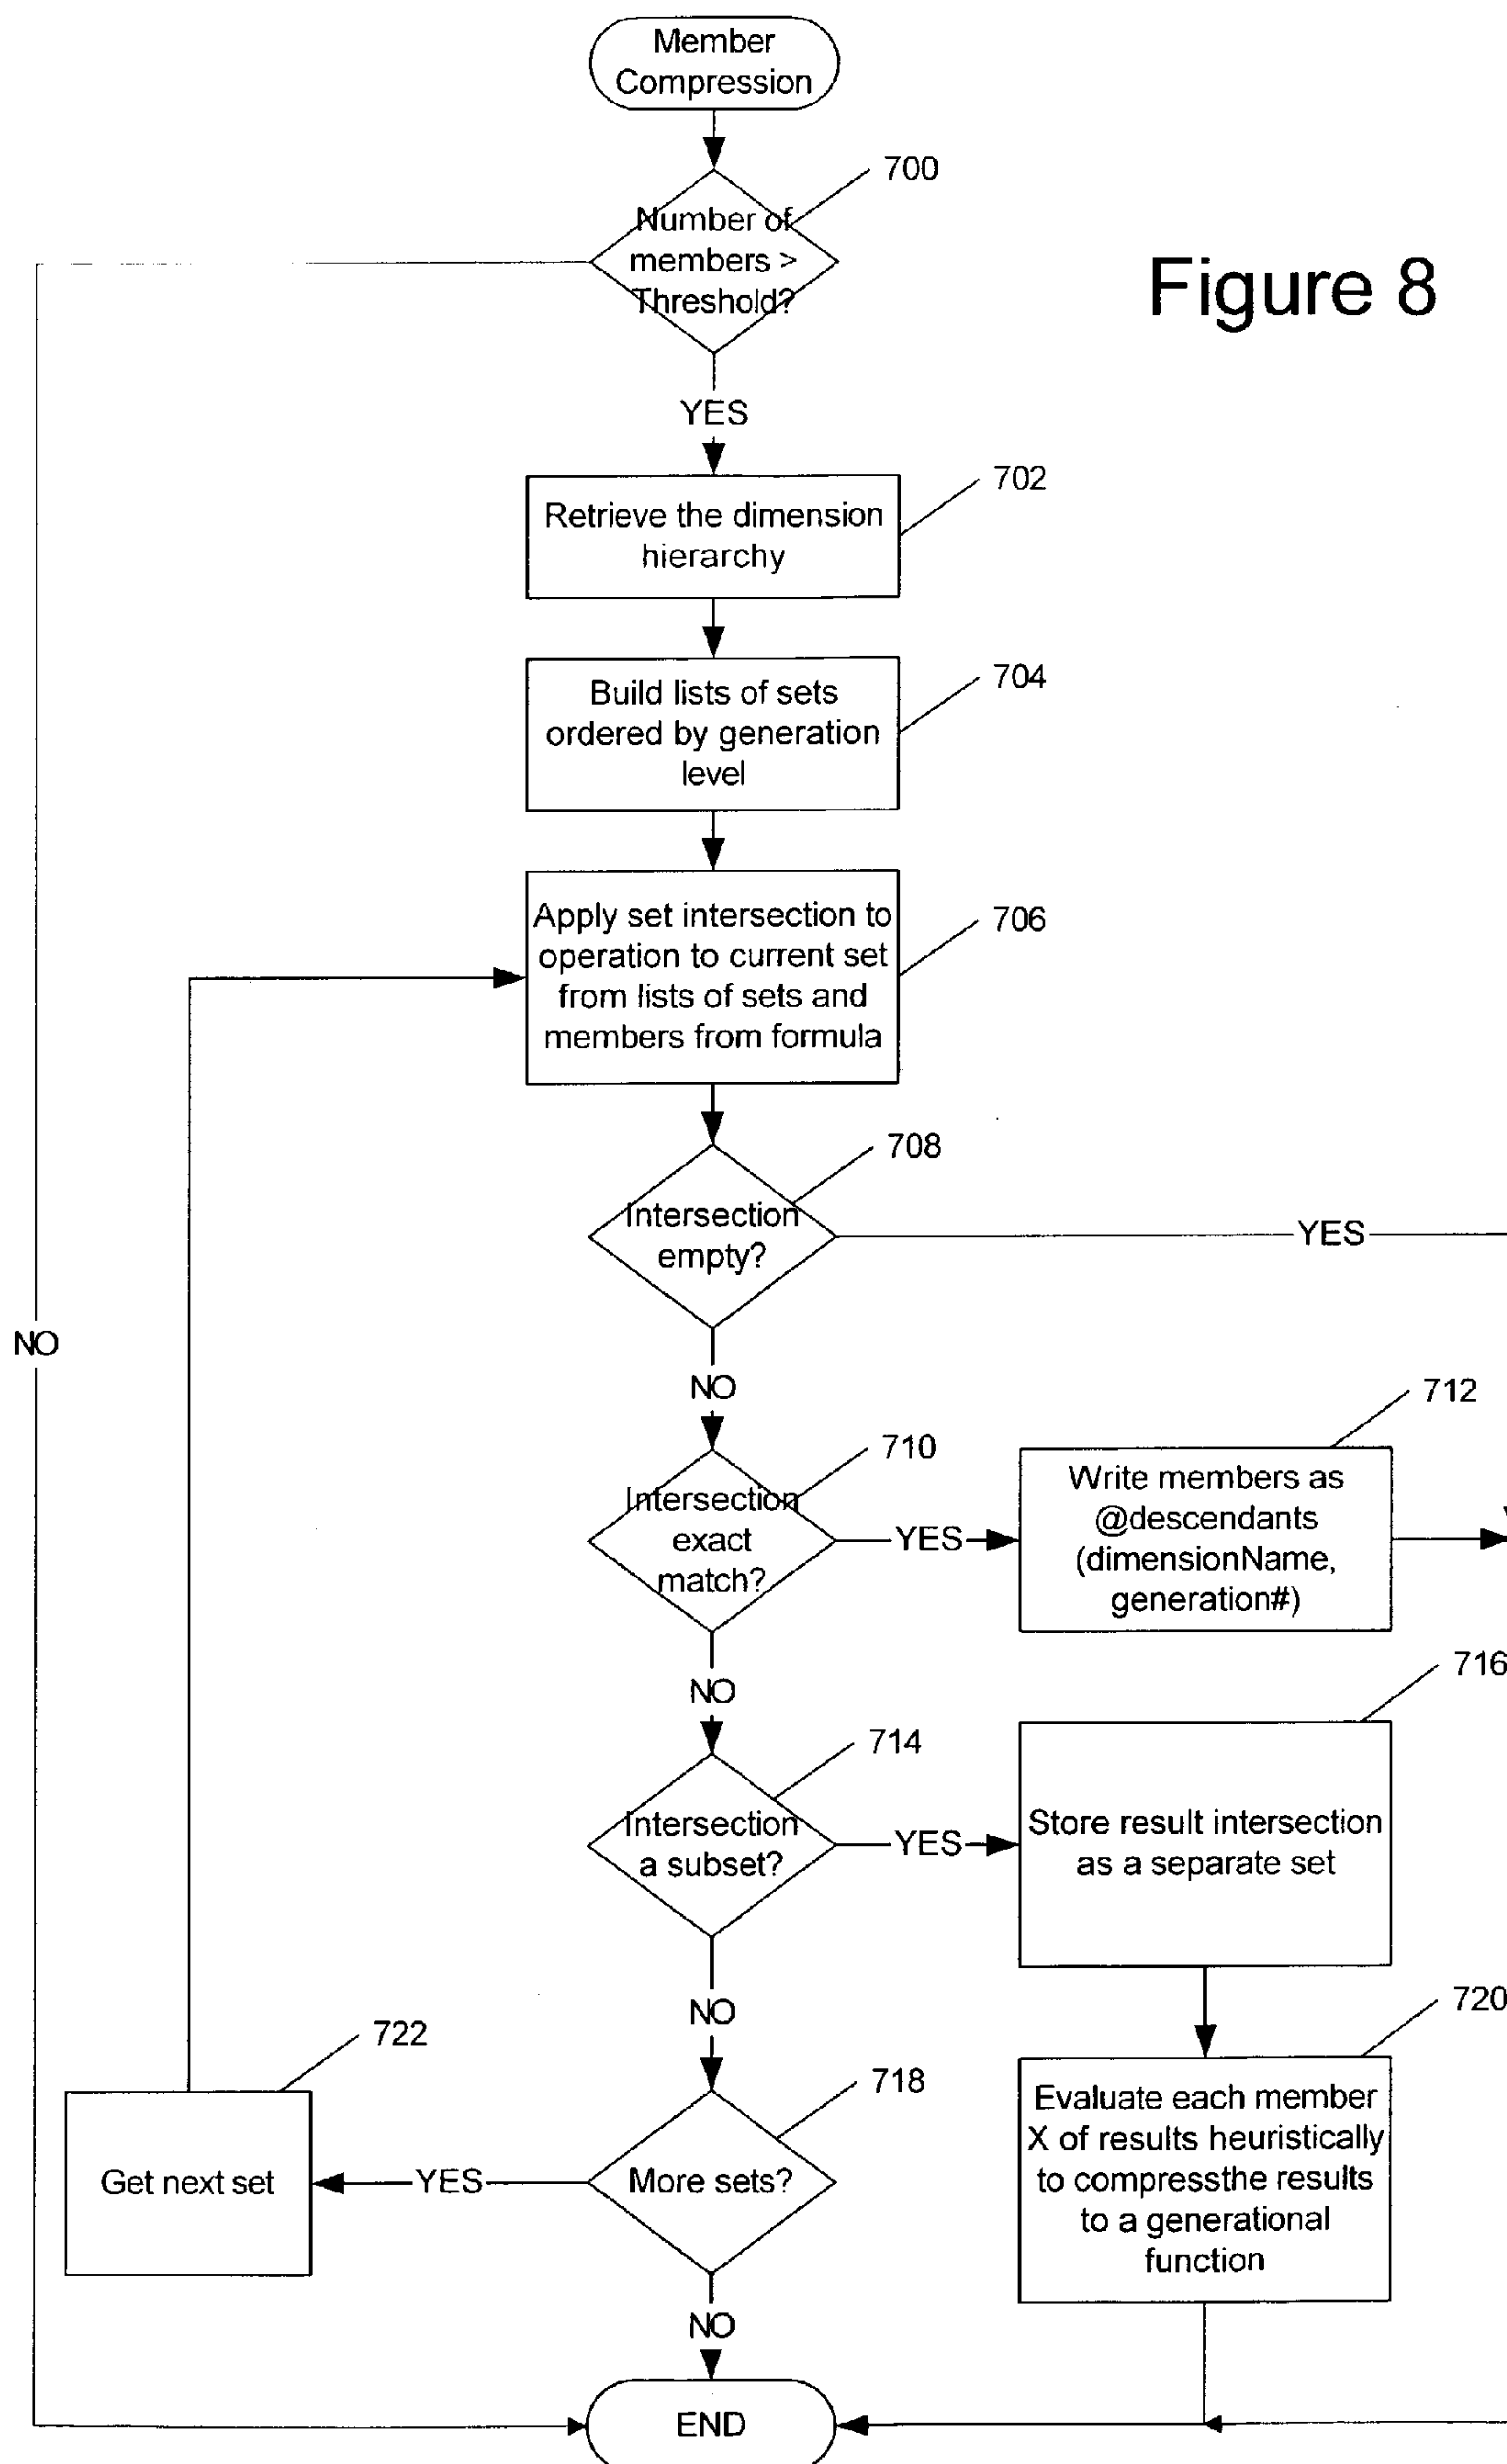 Member
Compression
700
Number of
members >
Threshold?
Figure 8
YES
702
Retrieve the dimension
hierarchy
704
Build lists of sets
ordered by generation
level
706
Apply set intersection to
operation to current set
from lists of sets and
members from formula
708
Intersection
empty?
YES
NO
NO
712
710
Intersection
exact
match?
YES
Write members as
@descendants
(dimensionName,
generation#)
NO
716
714
Intersection
a subset?
YES
Store result intersection
as a separate set
NO
720
722
718
Get next set
YES
More sets?
Evaluate each member
X of results heuristically
to compressthe results
to a generational
function
NO
END